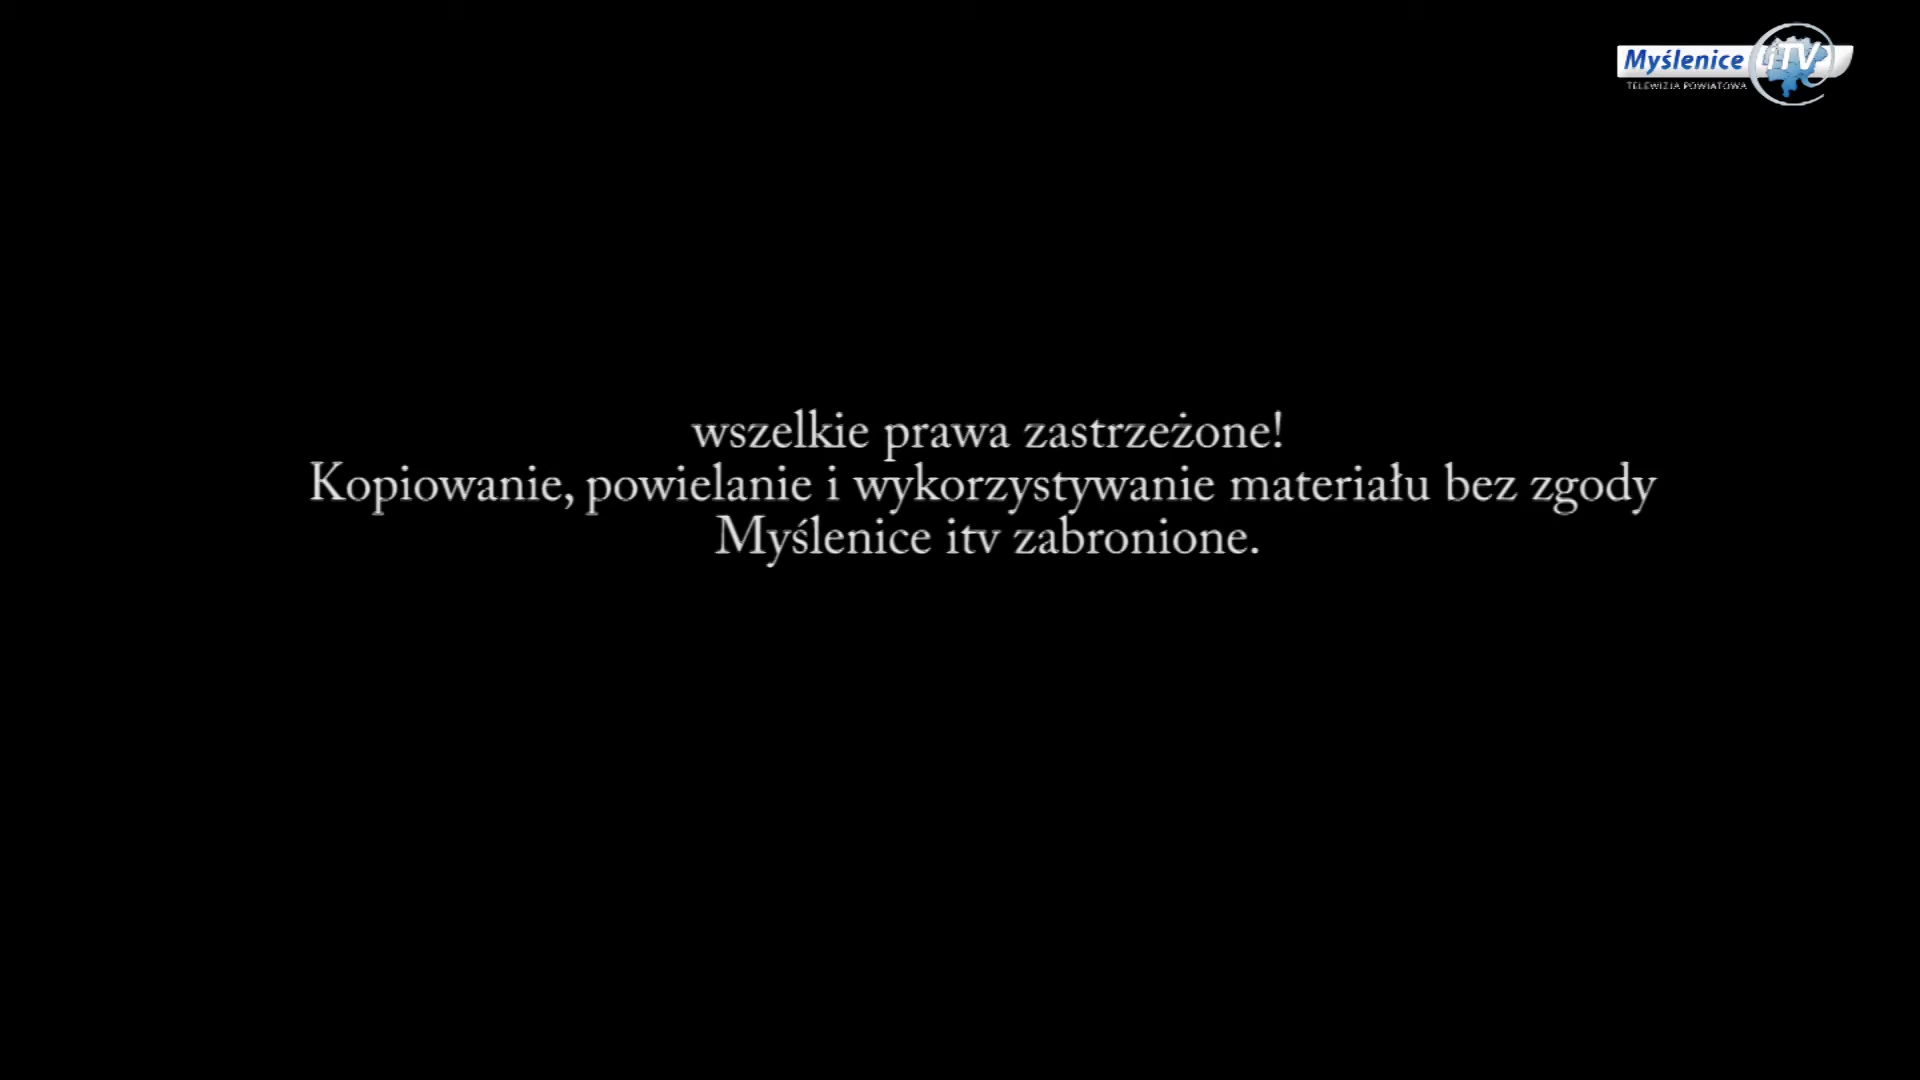 Myślenice iTV
TELEWIZJA POWIATOWA
wszelkie prawa zastrzeżone!
Kopiowanie, powielanie i wykorzystywanie materiału bez zgody
Myślenice itv zabronione.